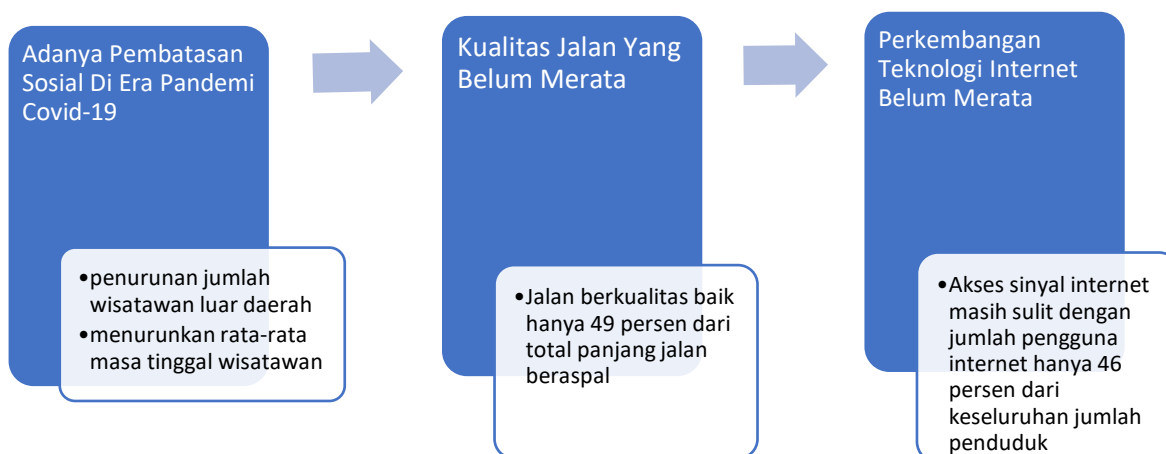 Adanya Pembatasan
Sosial Di Era Pandemi
Covid-19
•penurunan jumlah
wisatawan luar daerah
•menurunkan rata-rata
masa tinggal wisatawan
Kualitas Jalan Yang
Belum Merata
•Jalan berkualitas baik
hanya 49 persen dari
total panjang jalan
beraspal
Perkembangan
Teknologi Internet
Belum Merata
•Akses sinyal internet
masih sulit dengan
jumlah pengguna
internet hanya 46
persen dari
keseluruhan jumlah
penduduk